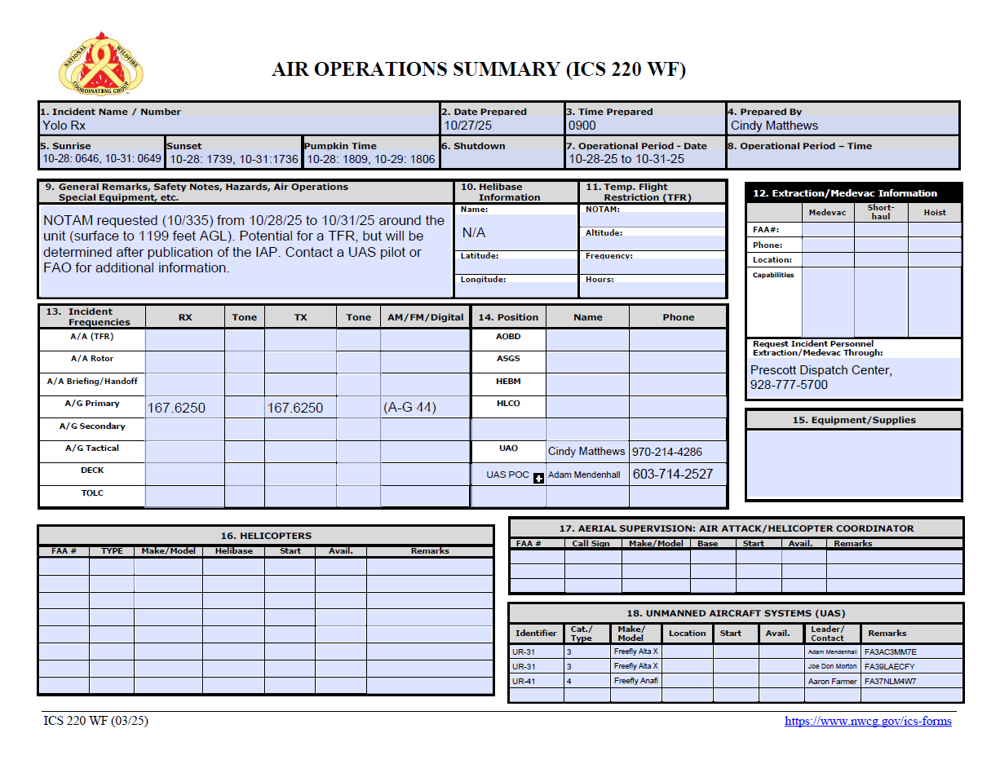 NATIONAL WILDFIRE COORDINATING GROUP
AIR OPERATIONS SUMMARY (ICS 220 WF)
1. Incident Name / Number
Yolo Rx
2. Date Prepared
10/27/25
3. Time Prepared
0900
4. Prepared By
Cindy Matthews
5. Sunrise
10-28: 0646, 10-31: 0649
Sunset
10-28: 1739, 10-31:1736
Pumpkin Time
10-28: 1809, 10-29: 1806
6. Shutdown
7. Operational Period - Date
10-28-25 to 10-31-25
8. Operational Period – Time
9. General Remarks, Safety Notes, Hazards, Air Operations
Special Equipment, etc.
NOTAM requested (10/335) from 10/28/25 to 10/31/25 around the
unit (surface to 1199 feet AGL). Potential for a TFR, but will be
determined after publication of the IAP. Contact a UAS pilot or
FAO for additional information.
10. Helibase
Information
Name:
N/A
Latitude:
Longitude:
11. Temp. Flight
Restriction (TFR)
NOTAM:
Altitude:
Frequency:
Hours:
12. Extraction/Medevac Information
Medevac
Short-
haul
Hoist
FAA#:
Phone:
Location:
Capabilities
Request Incident Personnel
Extraction/Medevac Through:
Prescott Dispatch Center,
928-777-5700
13. Incident
Frequencies
RX
Tone
TX
Tone
AM/FM/Digital
A/A (TFR)
A/A Rotor
A/A Briefing/Handoff
A/G Primary
167.6250
167.6250
(A-G 44)
A/G Secondary
A/G Tactical
DECK
TOLC
14. Position
Name
Phone
AOBD
ASGS
HEBM
HLCO
UAO
Cindy Matthews
970-214-4286
UAS POC
Adam Mendenhall
603-714-2527
15. Equipment/Supplies
16. HELICOPTERS
FAA #
TYPE
Make/Model
Helibase
Start
Avail.
Remarks
17. AERIAL SUPERVISION: AIR ATTACK/HELICOPTER COORDINATOR
FAA #
Call Sign
Make/Model
Base
Start
Avail.
Remarks
18. UNMANNED AIRCRAFT SYSTEMS (UAS)
Identifier
Cat./
Type
Make/
Model
Location
Start
Avail.
Leader/
Contact
Remarks
UR-31
3
Freefly Alta X
Adam Mendenhall
FA3AC3MM7E
UR-31
3
Freefly Alta X
Joe Don Morton
FA39LAECFY
UR-41
4
Freefly Anafi
Aaron Farmer
FA37NLM4W7
ICS 220 WF (03/25)
https://www.nwcg.gov/ics-forms